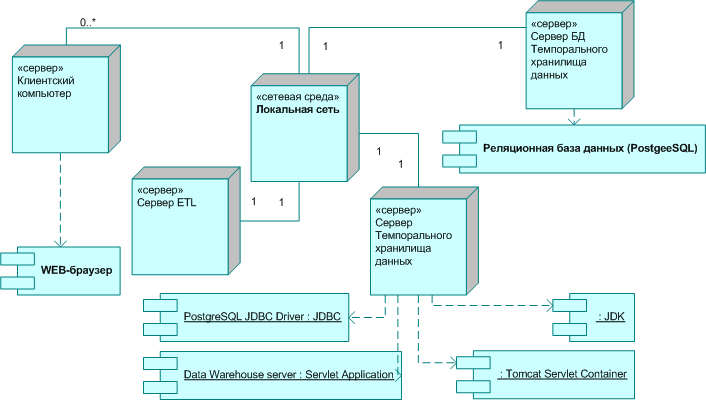 0..*
1
1
1
«сервер»
Клиентский
компьютер
«сетевая среда»
Локальная сеть
«сервер»
Сервер БД
Темпорального
хранилища
данных
Реляционная база данных (PostgeeSQL)
1
1
«сервер»
Сервер ETL
1
1
«сервер»
Сервер
Темпорального
хранилища
данных
WEB-браузер
PostgreSQL JDBC Driver : JDBC
: JDK
Data Warehouse server : Servlet Application
: Tomcat Servlet Container